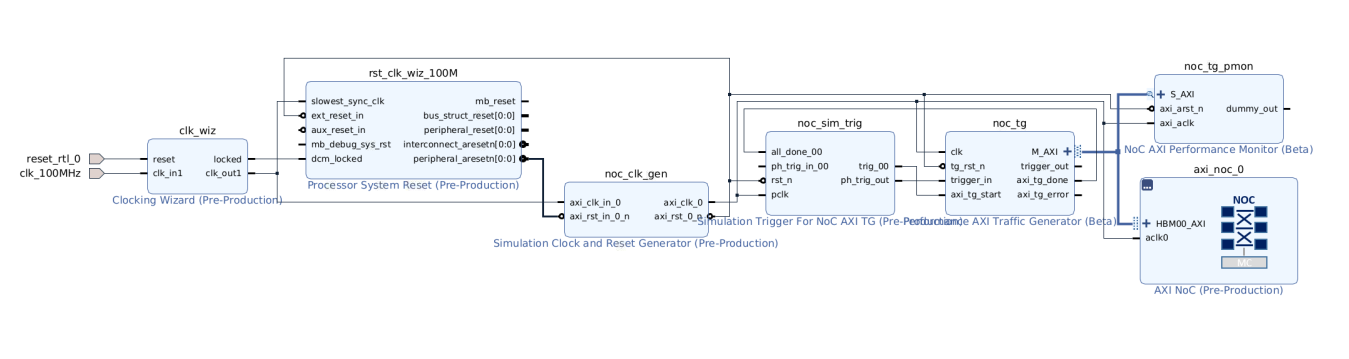 reset_rtl_0
clk_100MHz
clk_wiz
reset
clk_in1
locked
clk_out1
Clocking Wizard (Pre-Production)
rst_clk_wiz_100M
slowest_sync_clk
ext_reset_in
aux_reset_in
mb_debug_sys_rst
dcm_locked
mb_reset
bus_struct_reset[0:0]
peripheral_reset[0:0]
interconnect_aresetn[0:0]
peripheral_aresetn[0:0]
Processor System Reset (Pre-Production)
noc_clk_gen
axi_clk_in_0
axi_rst_in_0_n
axi_clk_0
axi_rst_0_n
Simulation Clock and Reset Generator (Pre-Production)
noc_sim_trig
all_done_00
ph_trig_in_00
rst_n
pclk
trig_00
ph_trig_out
Simulation Trigger For NoC AXI TG (Pre-Production)
noc_tg
clk
tg_rst_n
trigger_in
axi_tg_start
M_AXI
trigger_out
axi_tg_done
axi_tg_error
Performance AXI Traffic Generator (Beta)
noc_tg_pmon
S_AXI
axi_arst_n
axi_aclk
dummy_out
NoC AXI Performance Monitor (Beta)
axi_noc_0
HBM00_AXI
aclk0
NOC
MC
AXI NoC (Pre-Production)